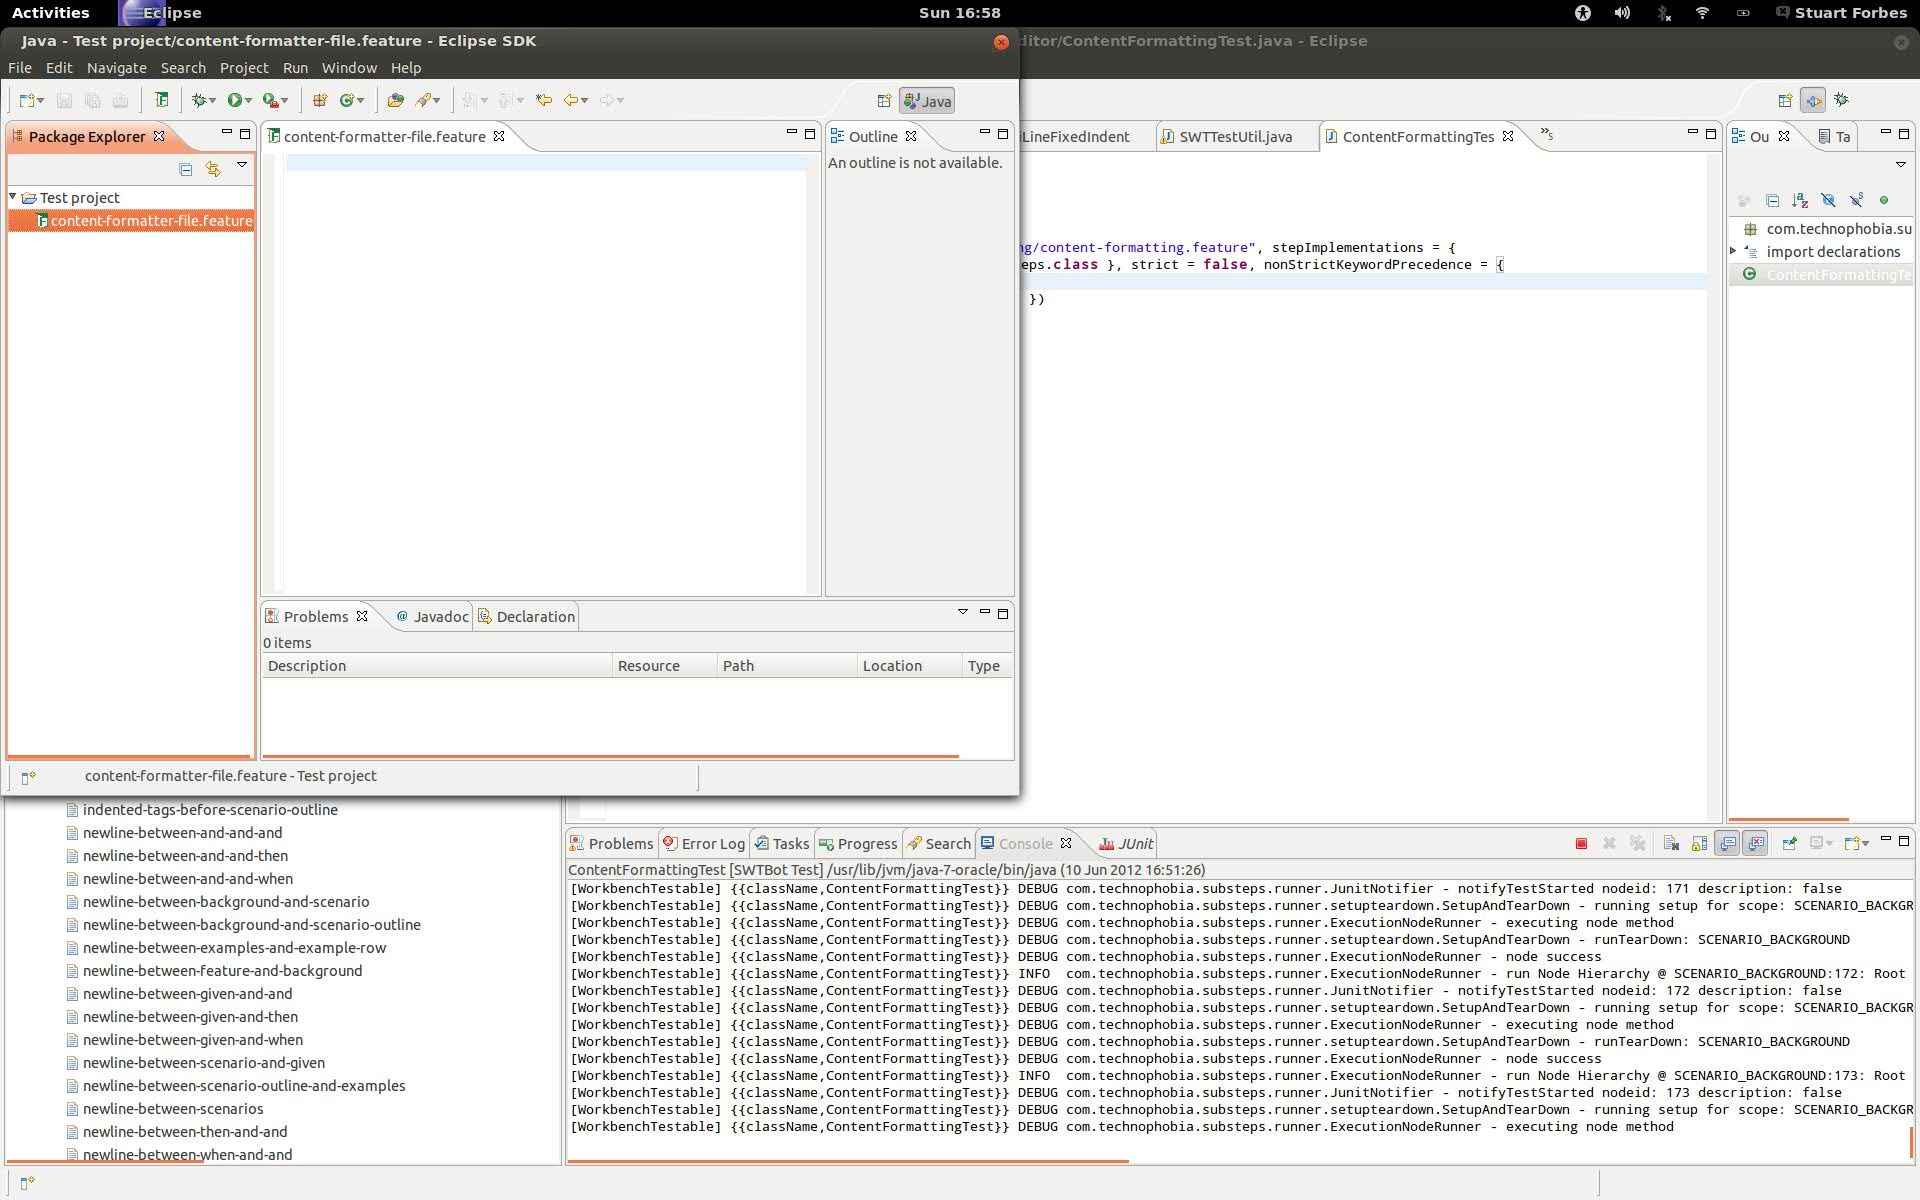 Activities Eclipse Sun 16:58 Stuart Forbes
Java - Test project/content-formatter-file.feature - Eclipse SDK
ditor/ContentFormattingTest.java - Eclipse
File Edit Navigate Search Project Run Window Help
Java
Package Explorer
content-formatter-file.feature
Outline
An outline is not available.
Test project
content-formatter-file.feature
Problems Javadoc Declaration
0 items
Description Resource Path Location Type
content-formatter-file.feature - Test project
iLineFixedIndent SWTTestUtil.java ContentFormattingTes »5
ng/content-formatting.feature", stepImplementations = {
eps.class }, strict = false, nonStrictKeywordPrecedence = {
})
Ou Ta
com.technophobia.su
import declarations
ContentFormattingTe
indented-tags-before-scenario-outline
newline-between-and-and-and
newline-between-and-and-then
newline-between-and-and-when
newline-between-background-and-scenario
newline-between-background-and-scenario-outline
newline-between-examples-and-example-row
newline-between-feature-and-background
newline-between-given-and-and
newline-between-given-and-then
newline-between-given-and-when
newline-between-scenario-and-given
newline-between-scenario-outline-and-examples
newline-between-scenarios
newline-between-then-and-and
newline-between-when-and-and
Problems Error Log Tasks Progress Search Console JUnit
ContentFormattingTest [SWTBot Test] /usr/lib/jvm/java-7-oracle/bin/java (10 Jun 2012 16:51:26)
[WorkbenchTestable] {{className,ContentFormattingTest}} DEBUG com.technophobia.substeps.runner.JunitNotifier - notifyTestStarted nodeid: 171 description: false
[WorkbenchTestable] {{className,ContentFormattingTest}} DEBUG com.technophobia.substeps.runner.setupteardown.SetupAndTearDown - running setup for scope: SCENARIO_BACKGR
[WorkbenchTestable] {{className,ContentFormattingTest}} DEBUG com.technophobia.substeps.runner.ExecutionNodeRunner - executing node method
[WorkbenchTestable] {{className,ContentFormattingTest}} DEBUG com.technophobia.substeps.runner.setupteardown.SetupAndTearDown - runTearDown: SCENARIO_BACKGROUND
[WorkbenchTestable] {{className,ContentFormattingTest}} DEBUG com.technophobia.substeps.runner.ExecutionNodeRunner - node success
[WorkbenchTestable] {{className,ContentFormattingTest}} INFO com.technophobia.substeps.runner.ExecutionNodeRunner - run Node Hierarchy @ SCENARIO_BACKGROUND:172: Root
[WorkbenchTestable] {{className,ContentFormattingTest}} DEBUG com.technophobia.substeps.runner.JunitNotifier - notifyTestStarted nodeid: 172 description: false
[WorkbenchTestable] {{className,ContentFormattingTest}} DEBUG com.technophobia.substeps.runner.setupteardown.SetupAndTearDown - running setup for scope: SCENARIO_BACKGR
[WorkbenchTestable] {{className,ContentFormattingTest}} DEBUG com.technophobia.substeps.runner.ExecutionNodeRunner - executing node method
[WorkbenchTestable] {{className,ContentFormattingTest}} DEBUG com.technophobia.substeps.runner.setupteardown.SetupAndTearDown - runTearDown: SCENARIO_BACKGROUND
[WorkbenchTestable] {{className,ContentFormattingTest}} DEBUG com.technophobia.substeps.runner.ExecutionNodeRunner - node success
[WorkbenchTestable] {{className,ContentFormattingTest}} INFO com.technophobia.substeps.runner.ExecutionNodeRunner - run Node Hierarchy @ SCENARIO_BACKGROUND:173: Root
[WorkbenchTestable] {{className,ContentFormattingTest}} DEBUG com.technophobia.substeps.runner.JunitNotifier - notifyTestStarted nodeid: 173 description: false
[WorkbenchTestable] {{className,ContentFormattingTest}} DEBUG com.technophobia.substeps.runner.setupteardown.SetupAndTearDown - running setup for scope: SCENARIO_BACKGR
[WorkbenchTestable] {{className,ContentFormattingTest}} DEBUG com.technophobia.substeps.runner.ExecutionNodeRunner - executing node method